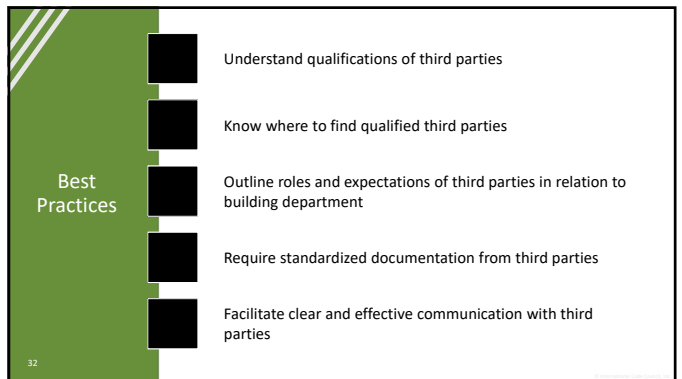 Understand qualifications of third parties
Know where to find qualified third parties
Best
Practices
Outline roles and expectations of third parties in relation to
building department
Require standardized documentation from third parties
Facilitate clear and effective communication with third
parties
32